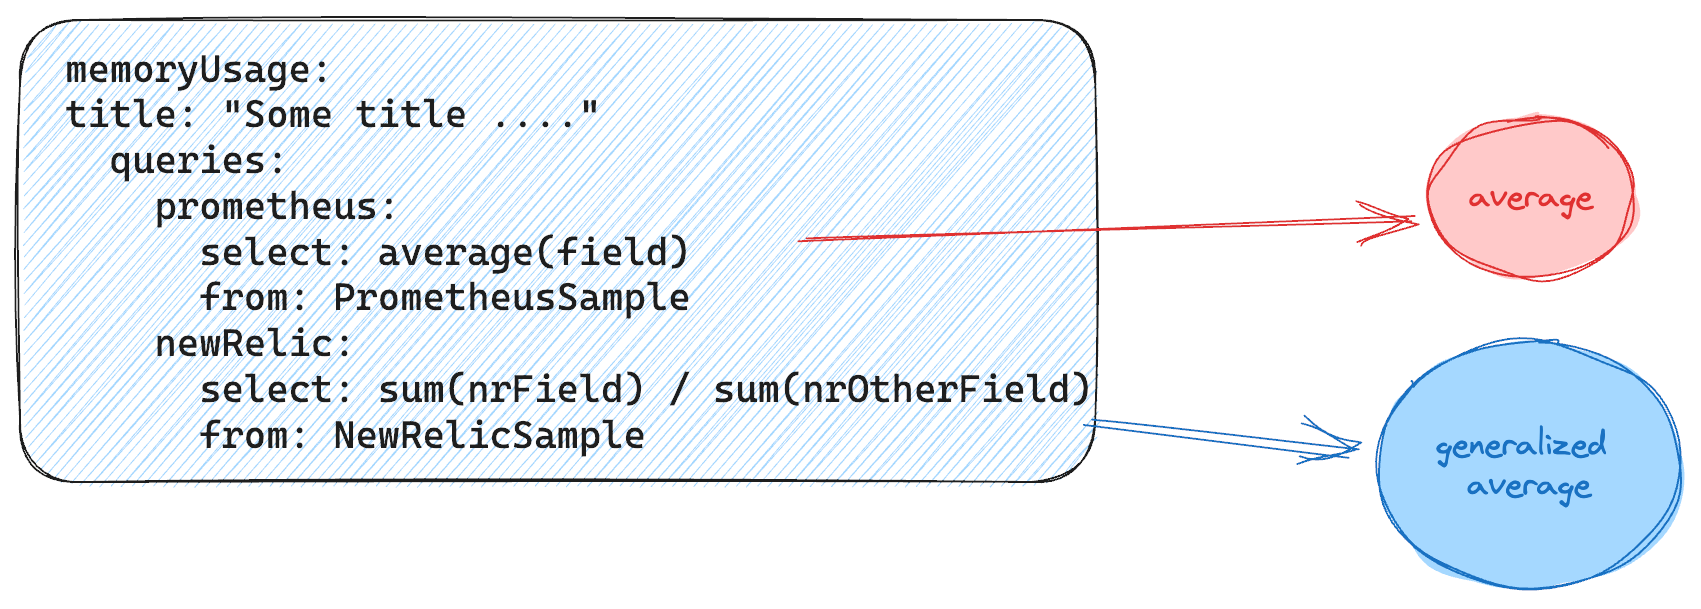 memoryUsage:
title: "Some title ...."
queries:
prometheus:
select: average(field)
from: PrometheusSample
newRelic:
select: sum(nrField) / sum(nrOtherField)
from: NewRelicSample
average
generalized
average